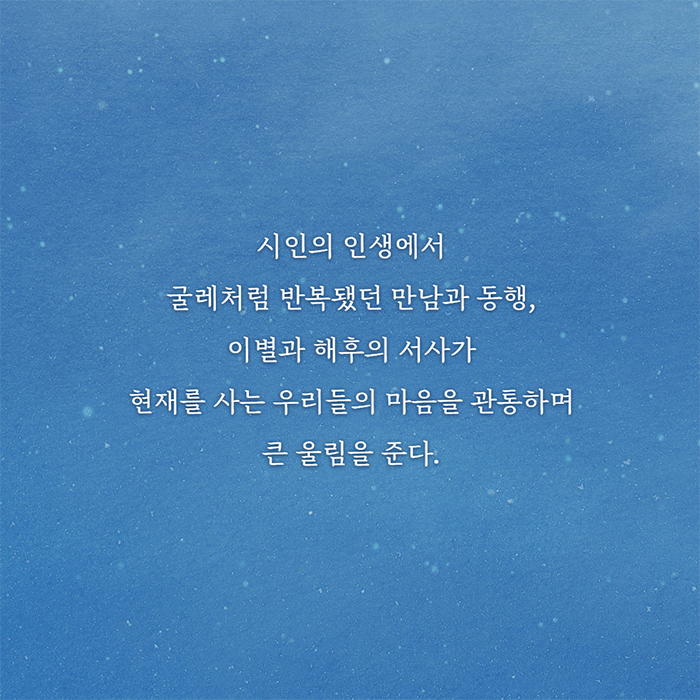 시인의 인생에서
굴레처럼 반복됐던 만남과 동행,
이별과 해후의 서사가
현재를 사는 우리들의 마음을 관통하며
큰 울림을 준다.